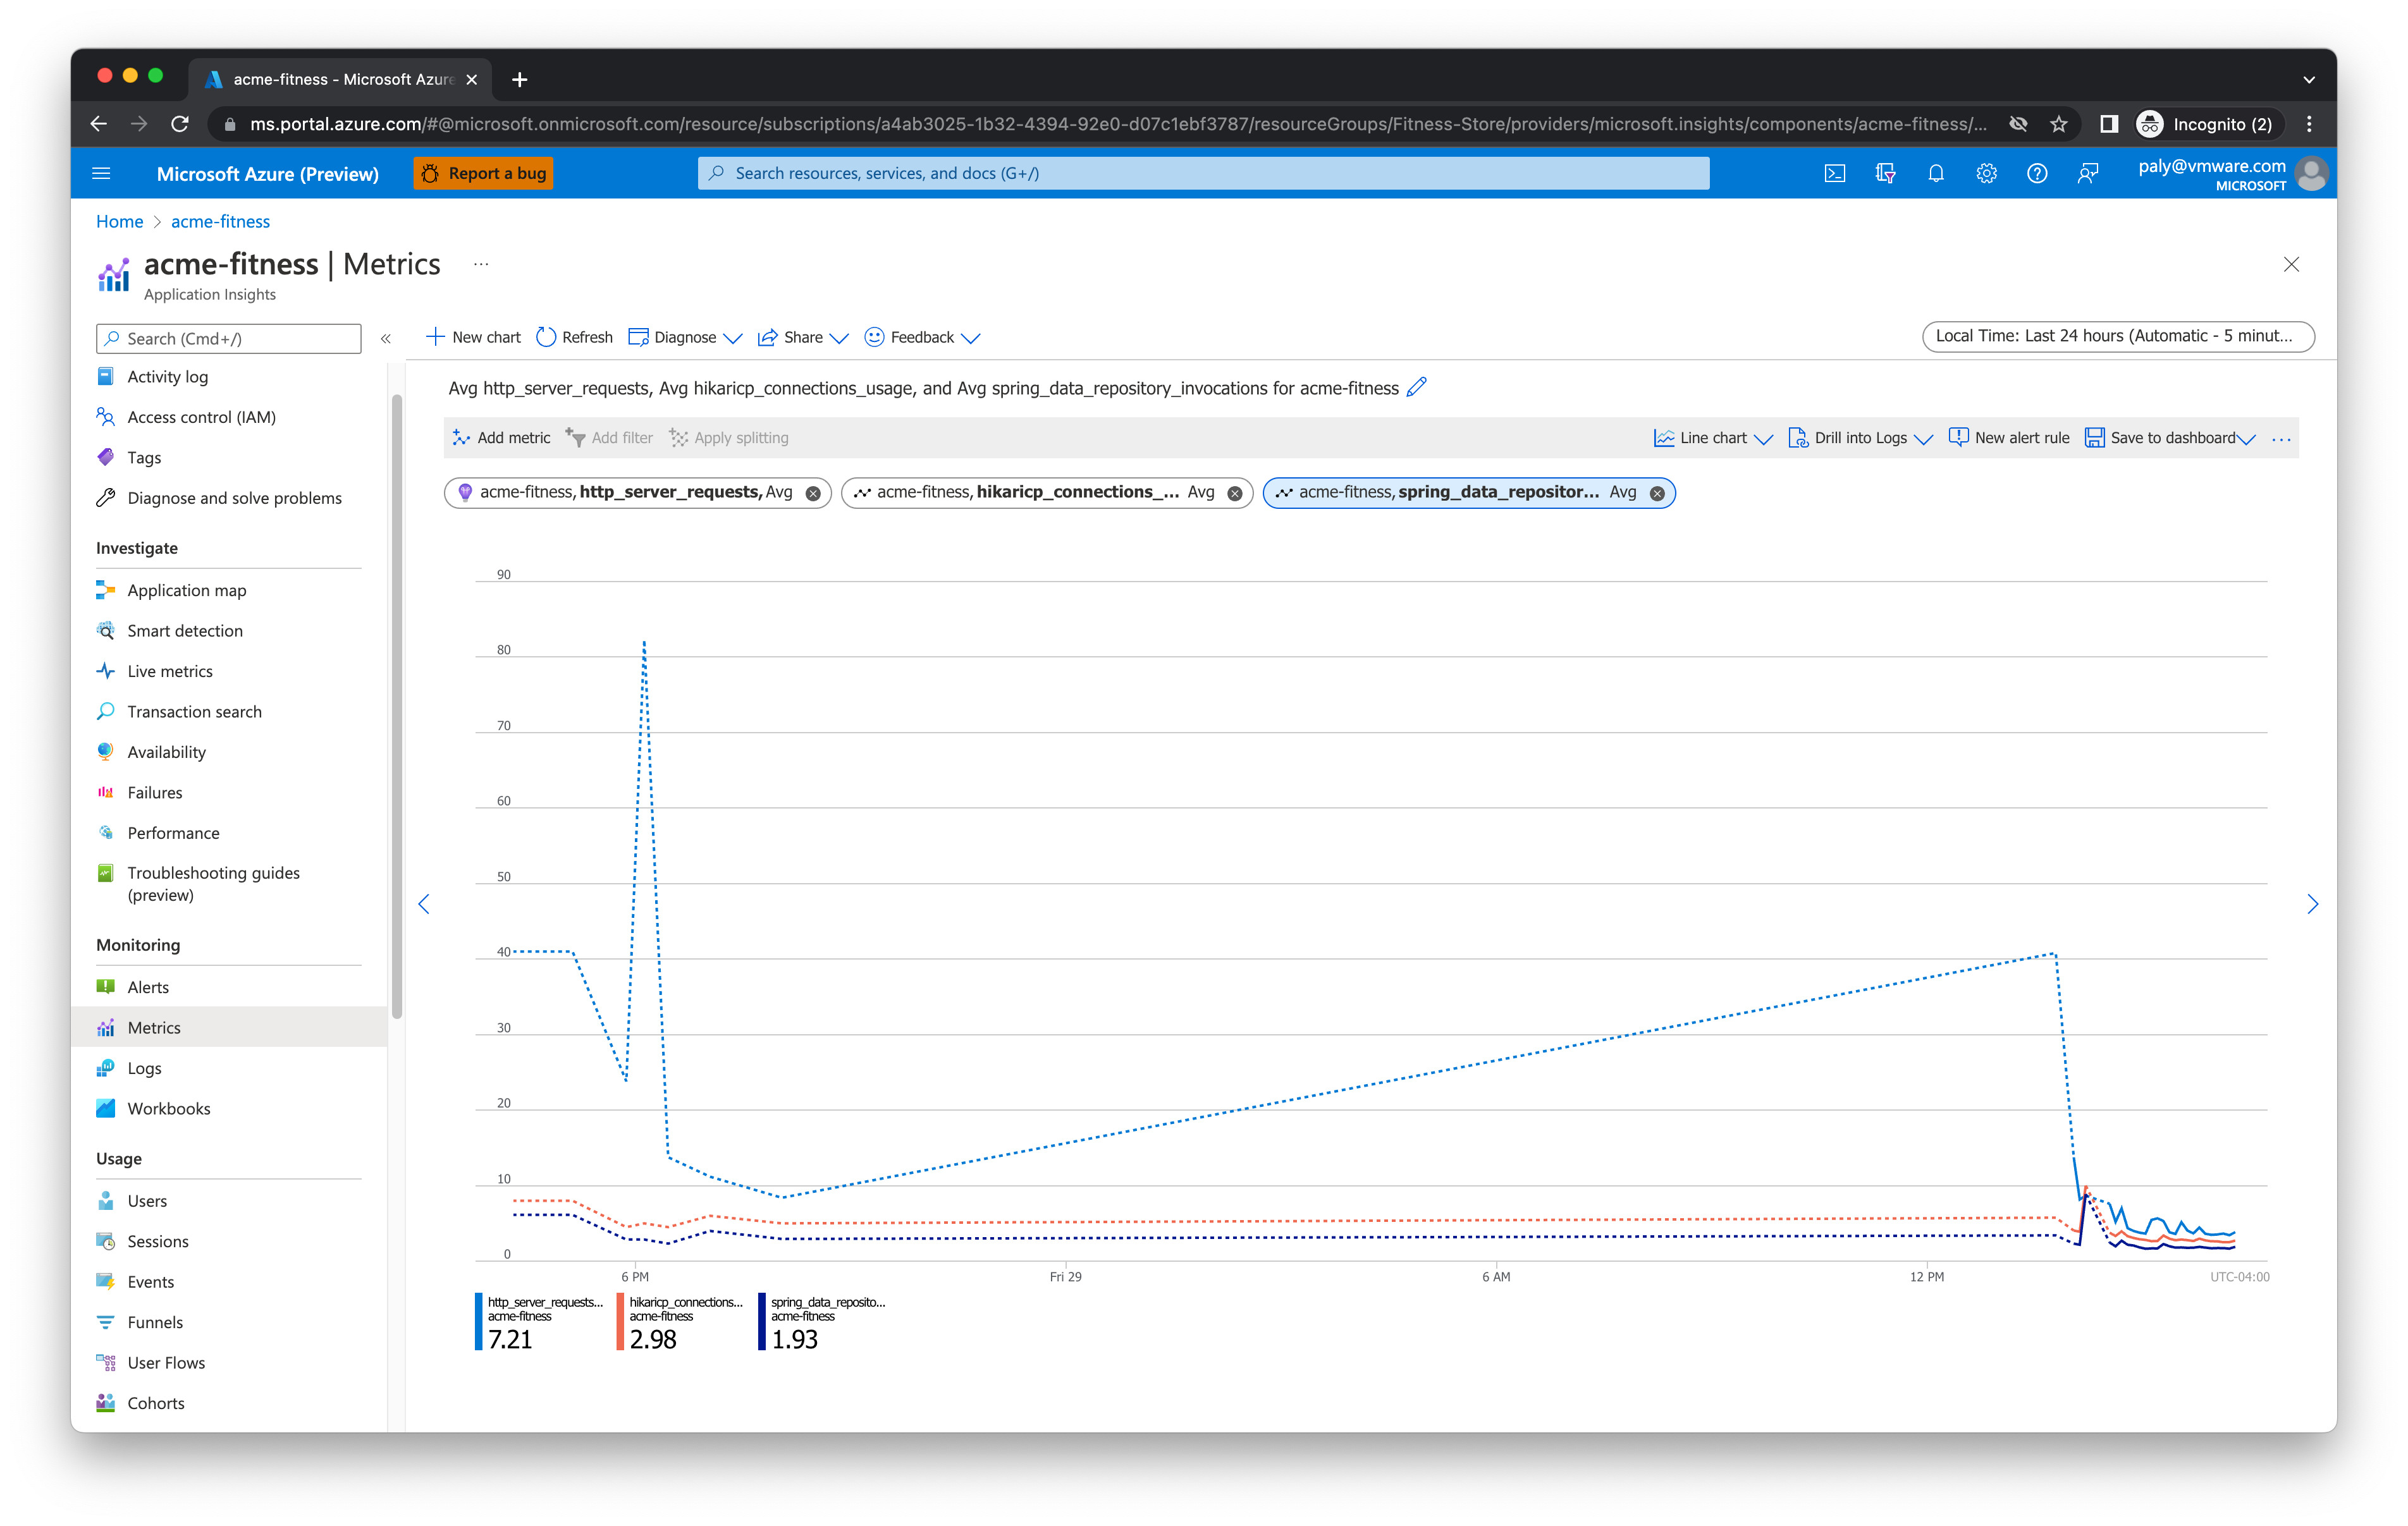 acme-fitness - Microsoft Azure
ms.portal.azure.com/#@microsoft.onmicrosoft.com/resource/subscriptions/a4ab3025-1b32-4394-92e0-d07c1ebf3787/resourceGroups/Fitness-Store/providers/microsoft.insights/components/acme-fitness/...
Incognito (2)
Microsoft Azure (Preview)
Report a bug
Search resources, services, and docs (G+/)
paly@vmware.com
MICROSOFT
Home > acme-fitness
acme-fitness | Metrics ...
Application Insights
Search (Cmd+/)
«
Activity log
Access control (IAM)
Tags
Diagnose and solve problems
Investigate
Application map
Smart detection
Live metrics
Transaction search
Availability
Failures
Performance
Troubleshooting guides
(preview)
Monitoring
Alerts
Metrics
Logs
Workbooks
Usage
Users
Sessions
Events
Funnels
User Flows
Cohorts
New chart Refresh Diagnose Share Feedback
Local Time: Last 24 hours (Automatic - 5 minut...
Avg http_server_requests, Avg hikaricp_connections_usage, and Avg spring_data_repository_invocations for acme-fitness
Add metric Add filter Apply splitting
Line chart Drill into Logs New alert rule Save to dashboard ...
acme-fitness, http_server_requests, Avg
acme-fitness, hikaricp_connections_... Avg
acme-fitness, spring_data_repositor... Avg
90
80
70
60
50
40
30
20
10
0
6 PM Fri 29 6 AM 12 PM UTC-04:00
http_server_requests...
acme-fitness
7.21
hikaricp_connections...
acme-fitness
2.98
spring_data_reposito...
acme-fitness
1.93